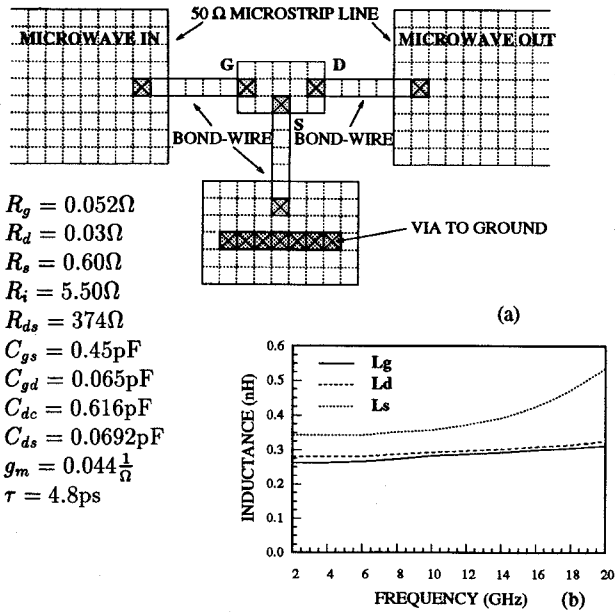 50 Ω MICROSTRIP LINE
(a)
MICROWAVE IN
MICROWAVE OUT
G
D
S
BOND-WIRE
BOND-WIRE
VIA TO GROUND
R_g = 0.052Ω
R_d = 0.03Ω
R_s = 0.60Ω
R_i = 5.50Ω
R_ds = 374Ω
C_gs = 0.45pF
C_gd = 0.065pF
C_dc = 0.616pF
C_ds = 0.0692pF
g_m = 0.044 1/Ω
τ = 4.8ps
(a)
INDUCTANCE (nH)
0.6
0.5
0.4
0.3
0.2
0.1
0.0
Lg
Ld
Ls
2 4 6 8 10 12 14 16 18 20
FREQUENCY (GHz)
(b)